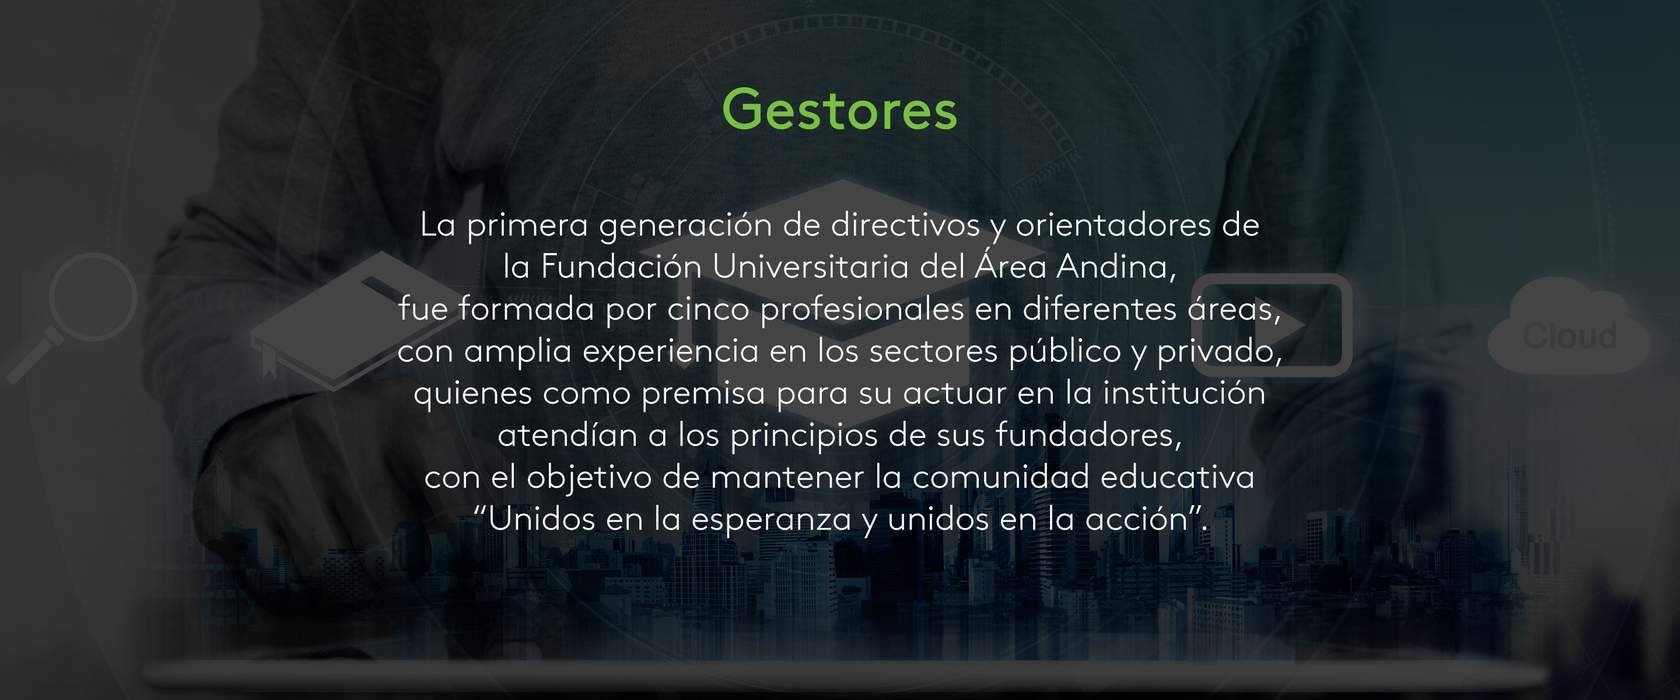 Gestores
La primera generación de directivos y orientadores de
la Fundación Universitaria del Área Andina,
fue formada por cinco profesionales en diferentes áreas,
con amplia experiencia en los sectores público y privado,
quienes como premisa para su actuar en la institución
atendían a los principios de sus fundadores,
con el objetivo de mantener la comunidad educativa
“Unidos en la esperanza y unidos en la acción”.
Cloud